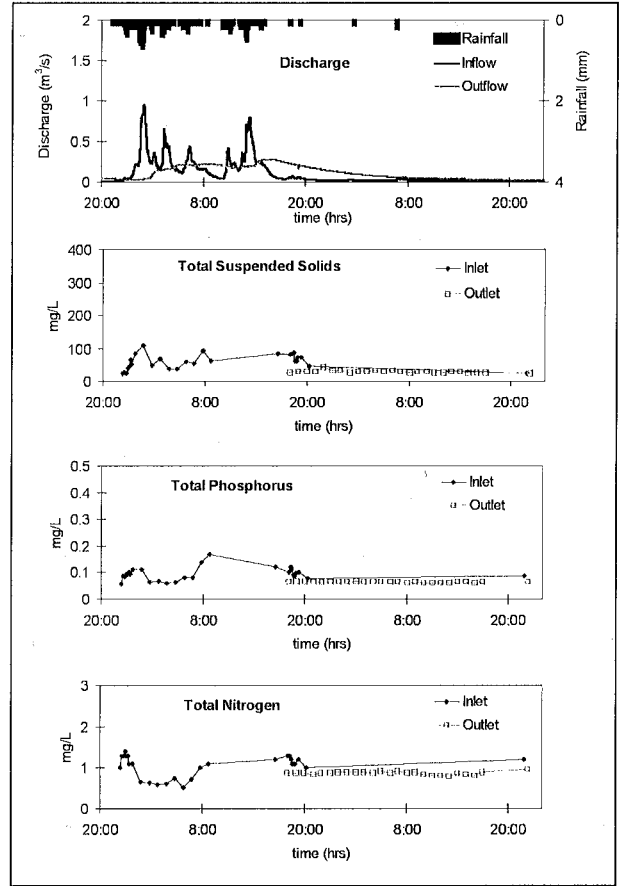 Discharge
Rainfall
Inflow
Outflow
Discharge (m³/s)
2
1.5
1
0.5
0
Rainfall (mm)
0
2
4
20:00 8:00 20:00 8:00 20:00
time (hrs)
Total Suspended Solids
Inlet
Outlet
mg/L
400
300
200
100
0
20:00 8:00 20:00 8:00 20:00
time (hrs)
Total Phosphorus
Inlet
Outlet
mg/L
0.5
0.4
0.3
0.2
0.1
0
20:00 8:00 20:00 8:00 20:00
time (hrs)
Total Nitrogen
Inlet
Outlet
mg/L
3
2
1
0
20:00 8:00 20:00 8:00 20:00
time (hrs)